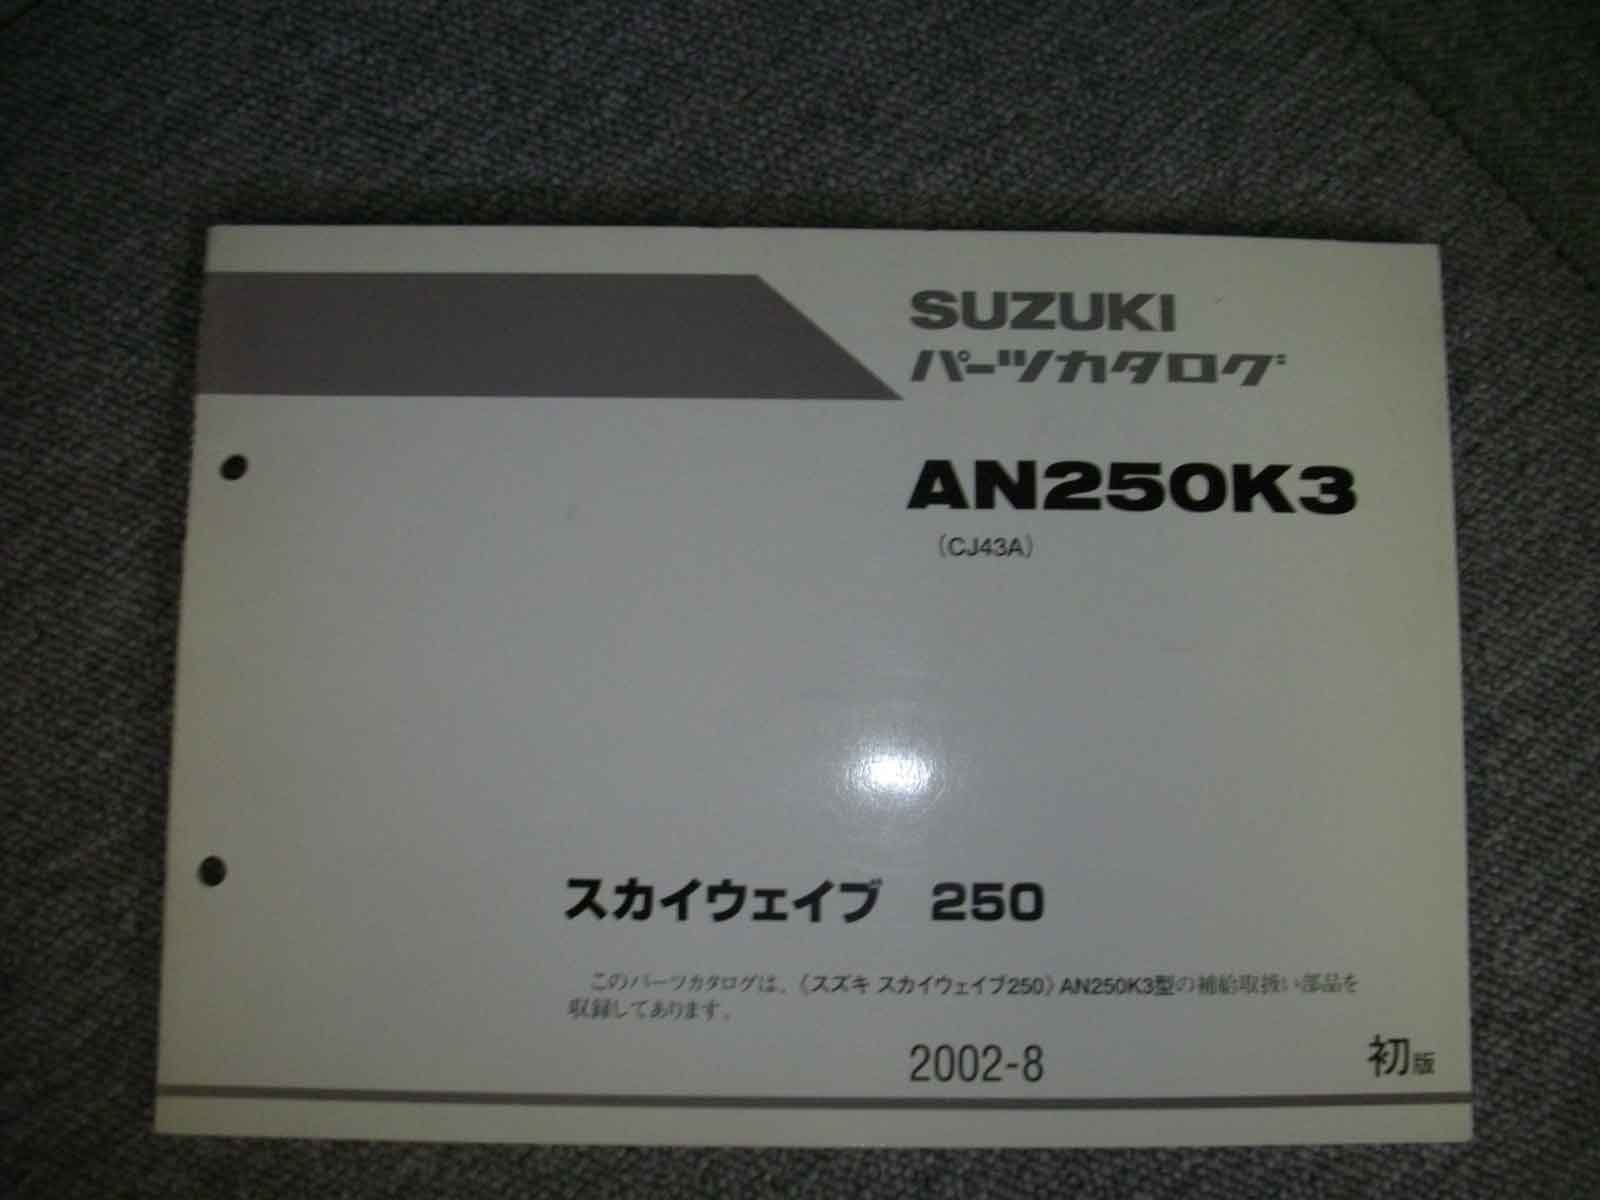 SUZUKI
パーツカタログ
AN250K3
(CJ43A)
スカイウェイブ 250
このパーツカタログは、《スズキ スカイウェイブ250》AN250K3型の補給取扱い部品を
収録してあります。
2002-8
初版